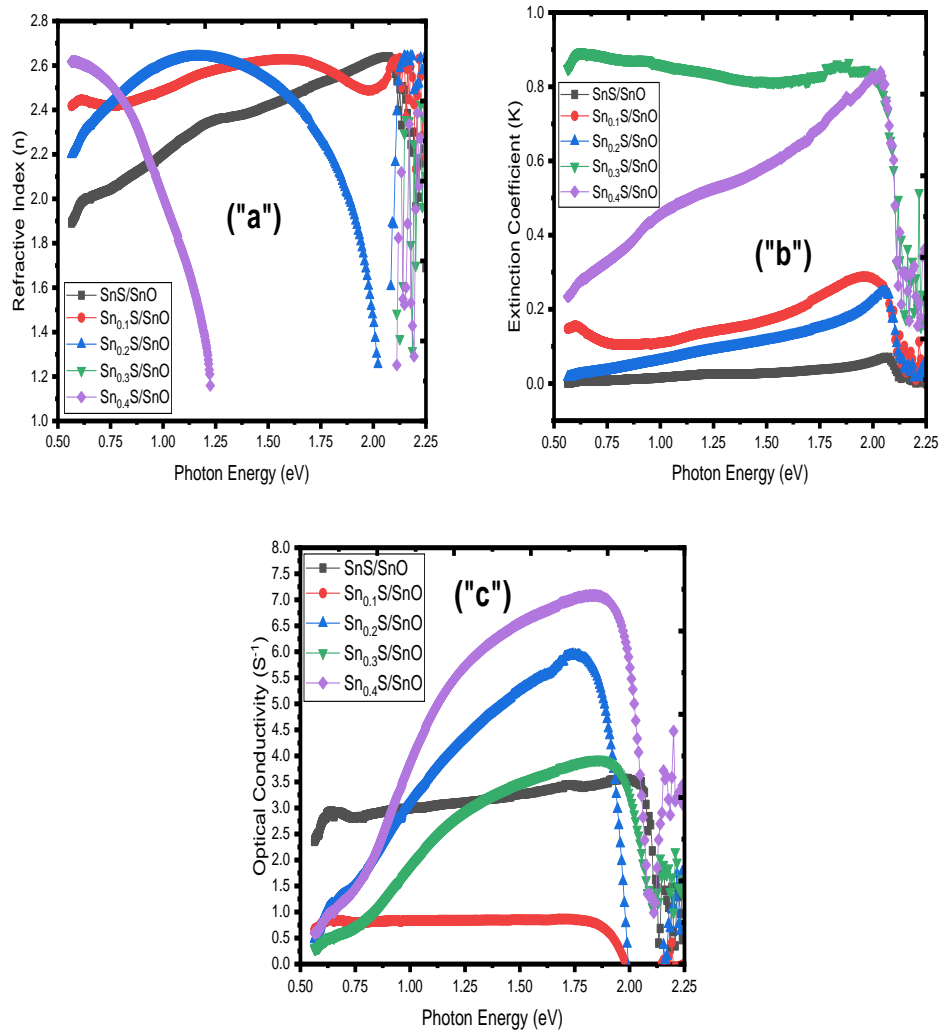 2.8
2.6
2.4
2.2
2.0
1.8
1.6
1.4
1.2
1.0
Refractive Index (n)
("a")
SnS/SnO
Sn0.1S/SnO
Sn0.2S/SnO
Sn0.3S/SnO
Sn0.4S/SnO
0.50 0.75 1.00 1.25 1.50 1.75 2.00 2.25
Photon Energy (eV)
1.0
0.8
0.6
0.4
0.2
0.0
Extinction Coefficient (K)
SnS/SnO
Sn0.1S/SnO
Sn0.2S/SnO
Sn0.3S/SnO
Sn0.4S/SnO
("b")
0.50 0.75 1.00 1.25 1.50 1.75 2.00 2.25
Photon Energy (eV)
8.0
7.5
7.0
6.5
6.0
5.5
5.0
4.5
4.0
3.5
3.0
2.5
2.0
1.5
1.0
0.5
0.0
Optical Conductivity (S-1)
SnS/SnO
Sn0.1S/SnO
Sn0.2S/SnO
Sn0.3S/SnO
Sn0.4S/SnO
("c")
0.50 0.75 1.00 1.25 1.50 1.75 2.00 2.25
Photon Energy (eV)